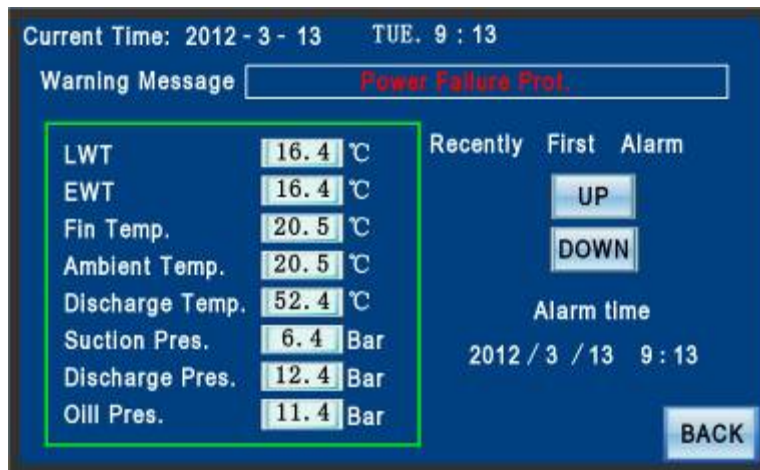 Current Time: 2012 - 3 - 13 TUE. 9 : 13
Warning Message Power Failure Prot.
LWT 16.4 ℃
EWT 16.4 ℃
Fin Temp. 20.5 ℃
Ambient Temp. 20.5 ℃
Discharge Temp. 52.4 ℃
Suction Pres. 6.4 Bar
Discharge Pres. 12.4 Bar
Oill Pres. 11.4 Bar
Recently First Alarm
UP
DOWN
Alarm time
2012 / 3 / 13 9 : 13
BACK